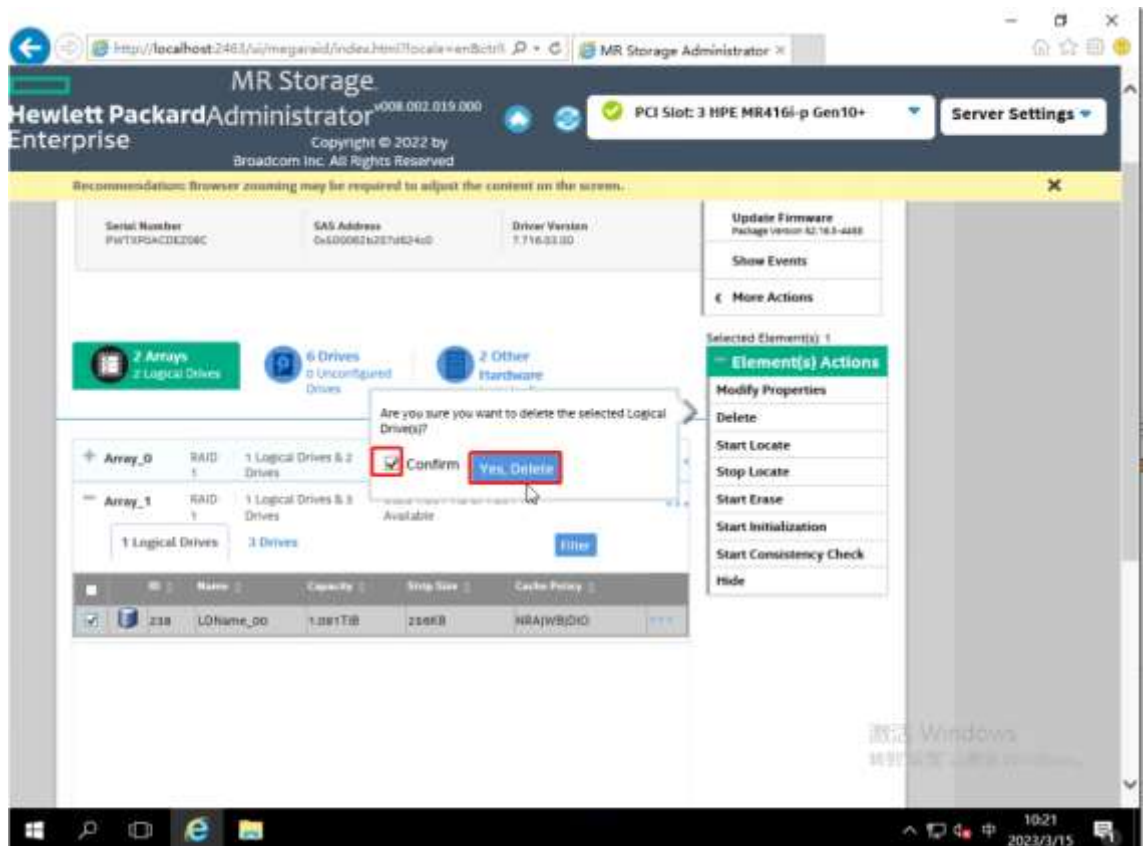 http://localhost:2463/ui/megaraid/index.html?locale=en&ctrl
MR Storage Administrator
MR Storage
Hewlett Packard Administrator v008.002.019.000
Enterprise
Copyright © 2022 by
Broadcom Inc. All Rights Reserved
PCI Slot: 3 HPE MR416i-p Gen10+
Server Settings
Recommendation: Browser zooming may be required to adjust the content on the screen.
Serial Number
SAS Address
Driver Version
7.716.03.00
Update Firmware
Show Events
More Actions
2 Arrays
2 Logical Drives
6 Drives
0 Unconfigured
Drives
2 Other
Hardware
Selected Element(s): 1
Element(s) Actions
Modify Properties
Delete
Start Locate
Stop Locate
Start Erase
Start Initialization
Start Consistency Check
Hide
Are you sure you want to delete the selected Logical
Drive(s)?
Confirm
Yes, Delete
Array_0
RAID
1
1 Logical Drives & 2
Drives
Array_1
RAID
1
1 Logical Drives & 3
Drives
Available
1 Logical Drives
3 Drives
Filter
ID
Name
Capacity
Strip Size
Cache Policy
238
LDName_00
1.091TiB
256KB
NRA|WB|DIO
激活 Windows
中
10:21
2023/3/15